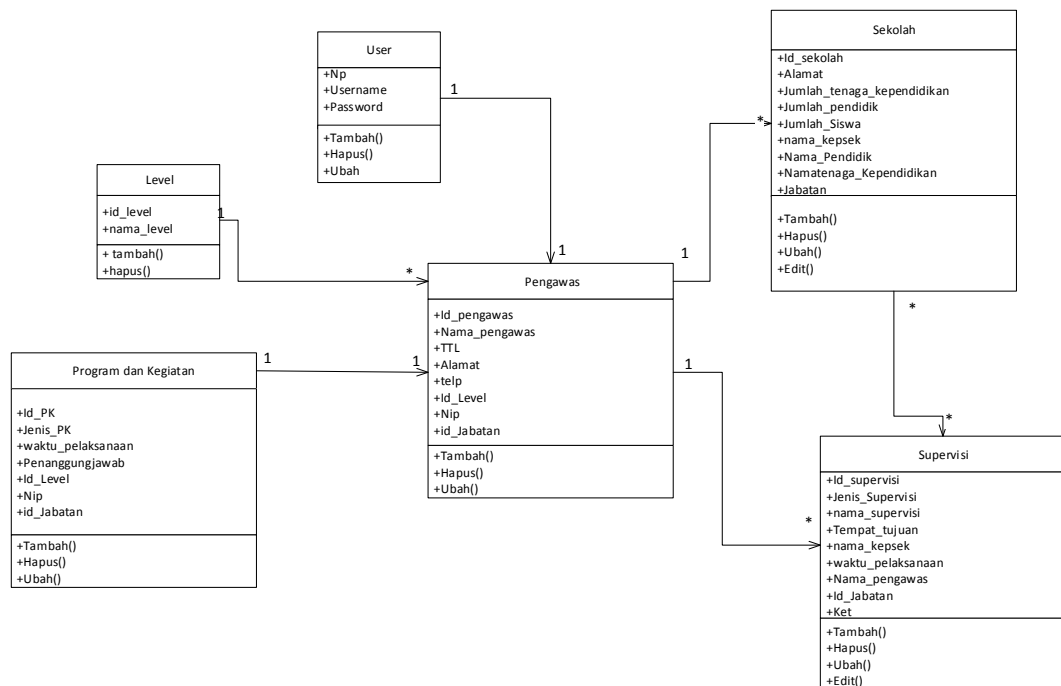 User
+Np
+Username
+Password
+Tambah()
+Hapus()
+Ubah
1
1
Level
+id_level
+nama_level
+ tambah()
+hapus()
1
*
Program dan Kegiatan
+Id_PK
+Jenis_PK
+waktu_pelaksanaan
+Penanggungjawab
+Id_Level
+Nip
+id_Jabatan
+Tambah()
+Hapus()
+Ubah()
1
1
Pengawas
+Id_pengawas
+Nama_pengawas
+TTL
+Alamat
+telp
+Id_Level
+Nip
+id_Jabatan
+Tambah()
+Hapus()
+Ubah()
1
*
1
*
Sekolah
+Id_sekolah
+Alamat
+Jumlah_tenaga_kependidikan
+Jumlah_pendidik
+Jumlah_Siswa
+nama_kepsek
+Nama_Pendidik
+Namatenaga_Kependidikan
+Jabatan
+Tambah()
+Hapus()
+Ubah()
+Edit()
*
*
Supervisi
+Id_supervisi
+Jenis_Supervisi
+nama_supervisi
+Tempat_tujuan
+nama_kepsek
+waktu_pelaksanaan
+Nama_pengawas
+Id_Jabatan
+Ket
+Tambah()
+Hapus()
+Ubah()
+Edit()